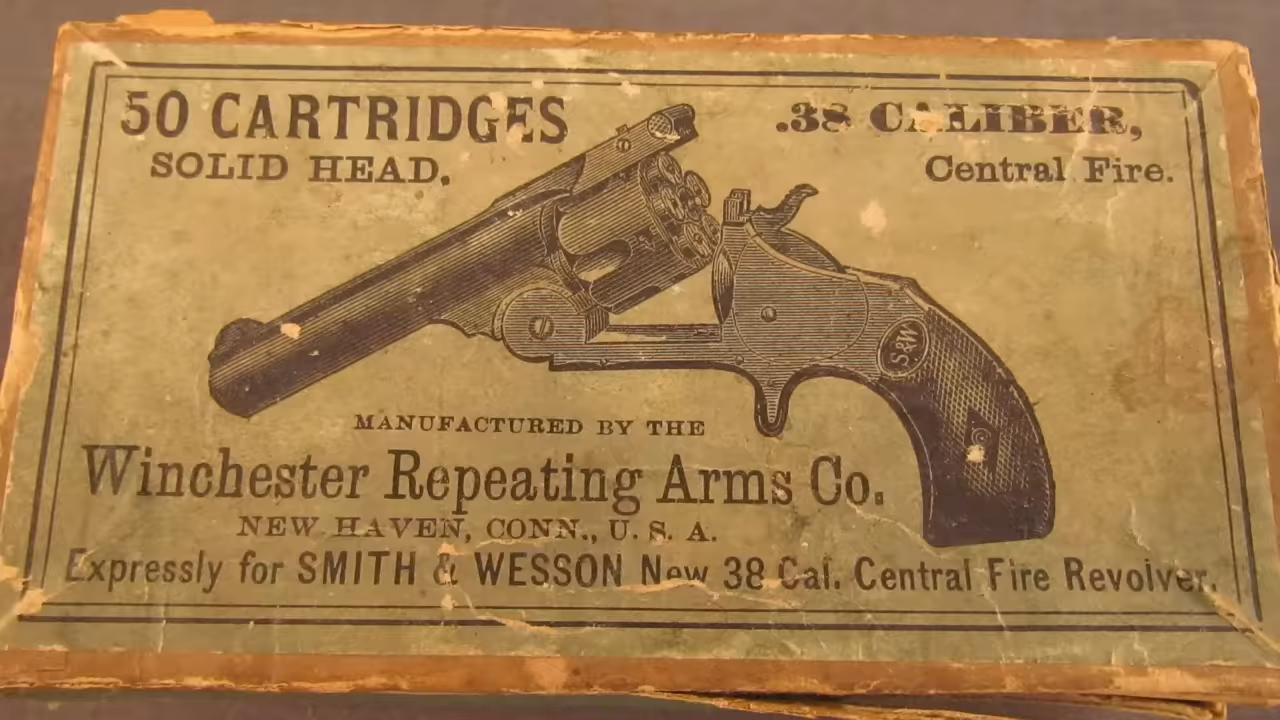 50 CARTRIDGES
SOLID HEAD.
.38 CALIBER,
Central Fire.
S&W
MANUFACTURED BY THE
Winchester Repeating Arms Co.
NEW HAVEN, CONN., U. S. A.
Expressly for SMITH & WESSON New 38 Cal. Central Fire Revolver.